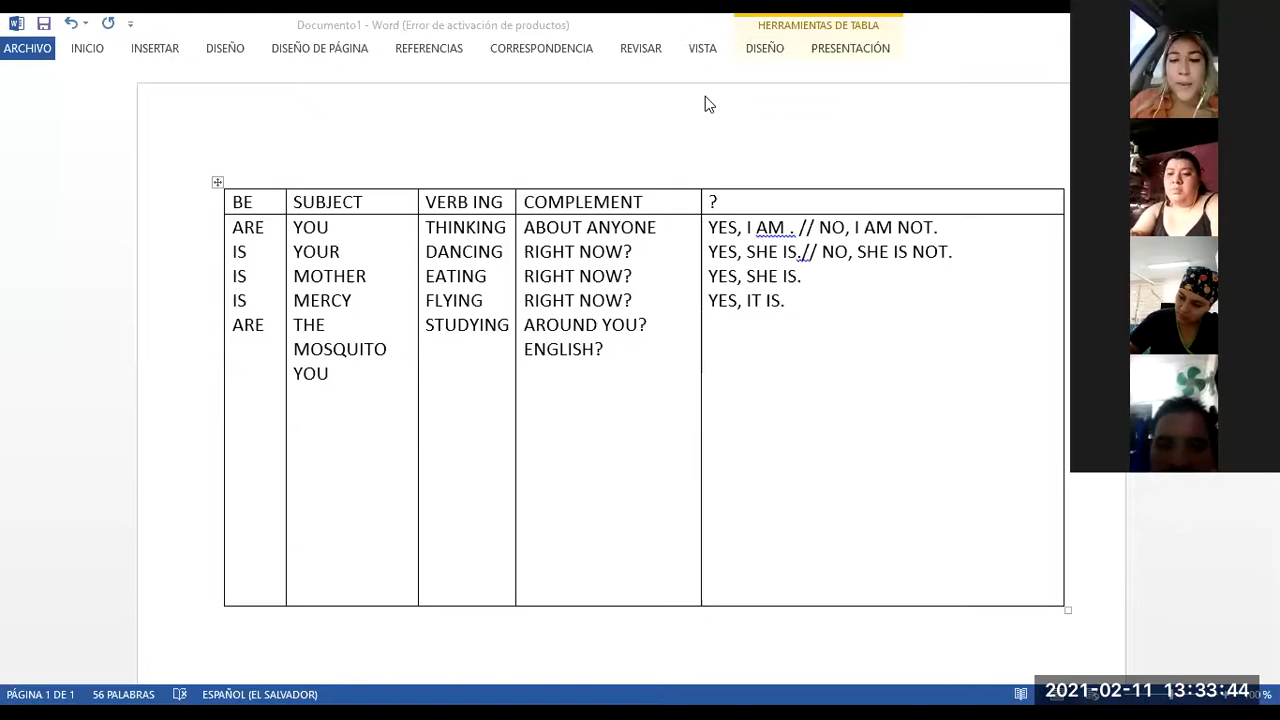 Documento1 - Word (Error de activación de productos)
HERRAMIENTAS DE TABLA
ARCHIVO INICIO INSERTAR DISEÑO DISEÑO DE PÁGINA REFERENCIAS CORRESPONDENCIA REVISAR VISTA DISEÑO PRESENTACIÓN
BE SUBJECT VERB ING COMPLEMENT ?
ARE YOU THINKING ABOUT ANYONE YES, I AM . // NO, I AM NOT.
IS YOUR DANCING RIGHT NOW? YES, SHE IS.// NO, SHE IS NOT.
IS MOTHER EATING RIGHT NOW? YES, SHE IS.
IS MERCY FLYING RIGHT NOW? YES, IT IS.
ARE THE STUDYING AROUND YOU?
MOSQUITO ENGLISH?
YOU
PÁGINA 1 DE 1 56 PALABRAS ESPAÑOL (EL SALVADOR)
2021-02-11 13:33:44